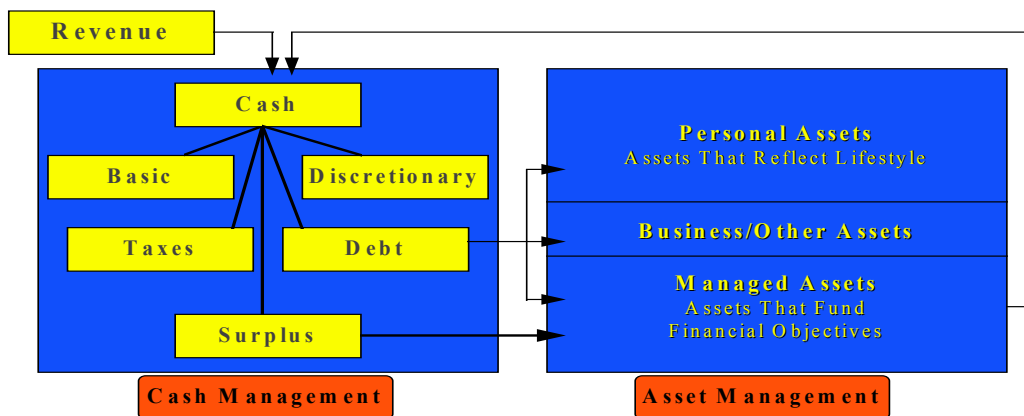 Revenue
Cash
Basic
Discretionary
Taxes
Debt
Surplus
Cash Management
Personal Assets
Assets That Reflect Lifestyle
Business/Other Assets
Managed Assets
Assets That Fund
Financial Objectives
Asset Management